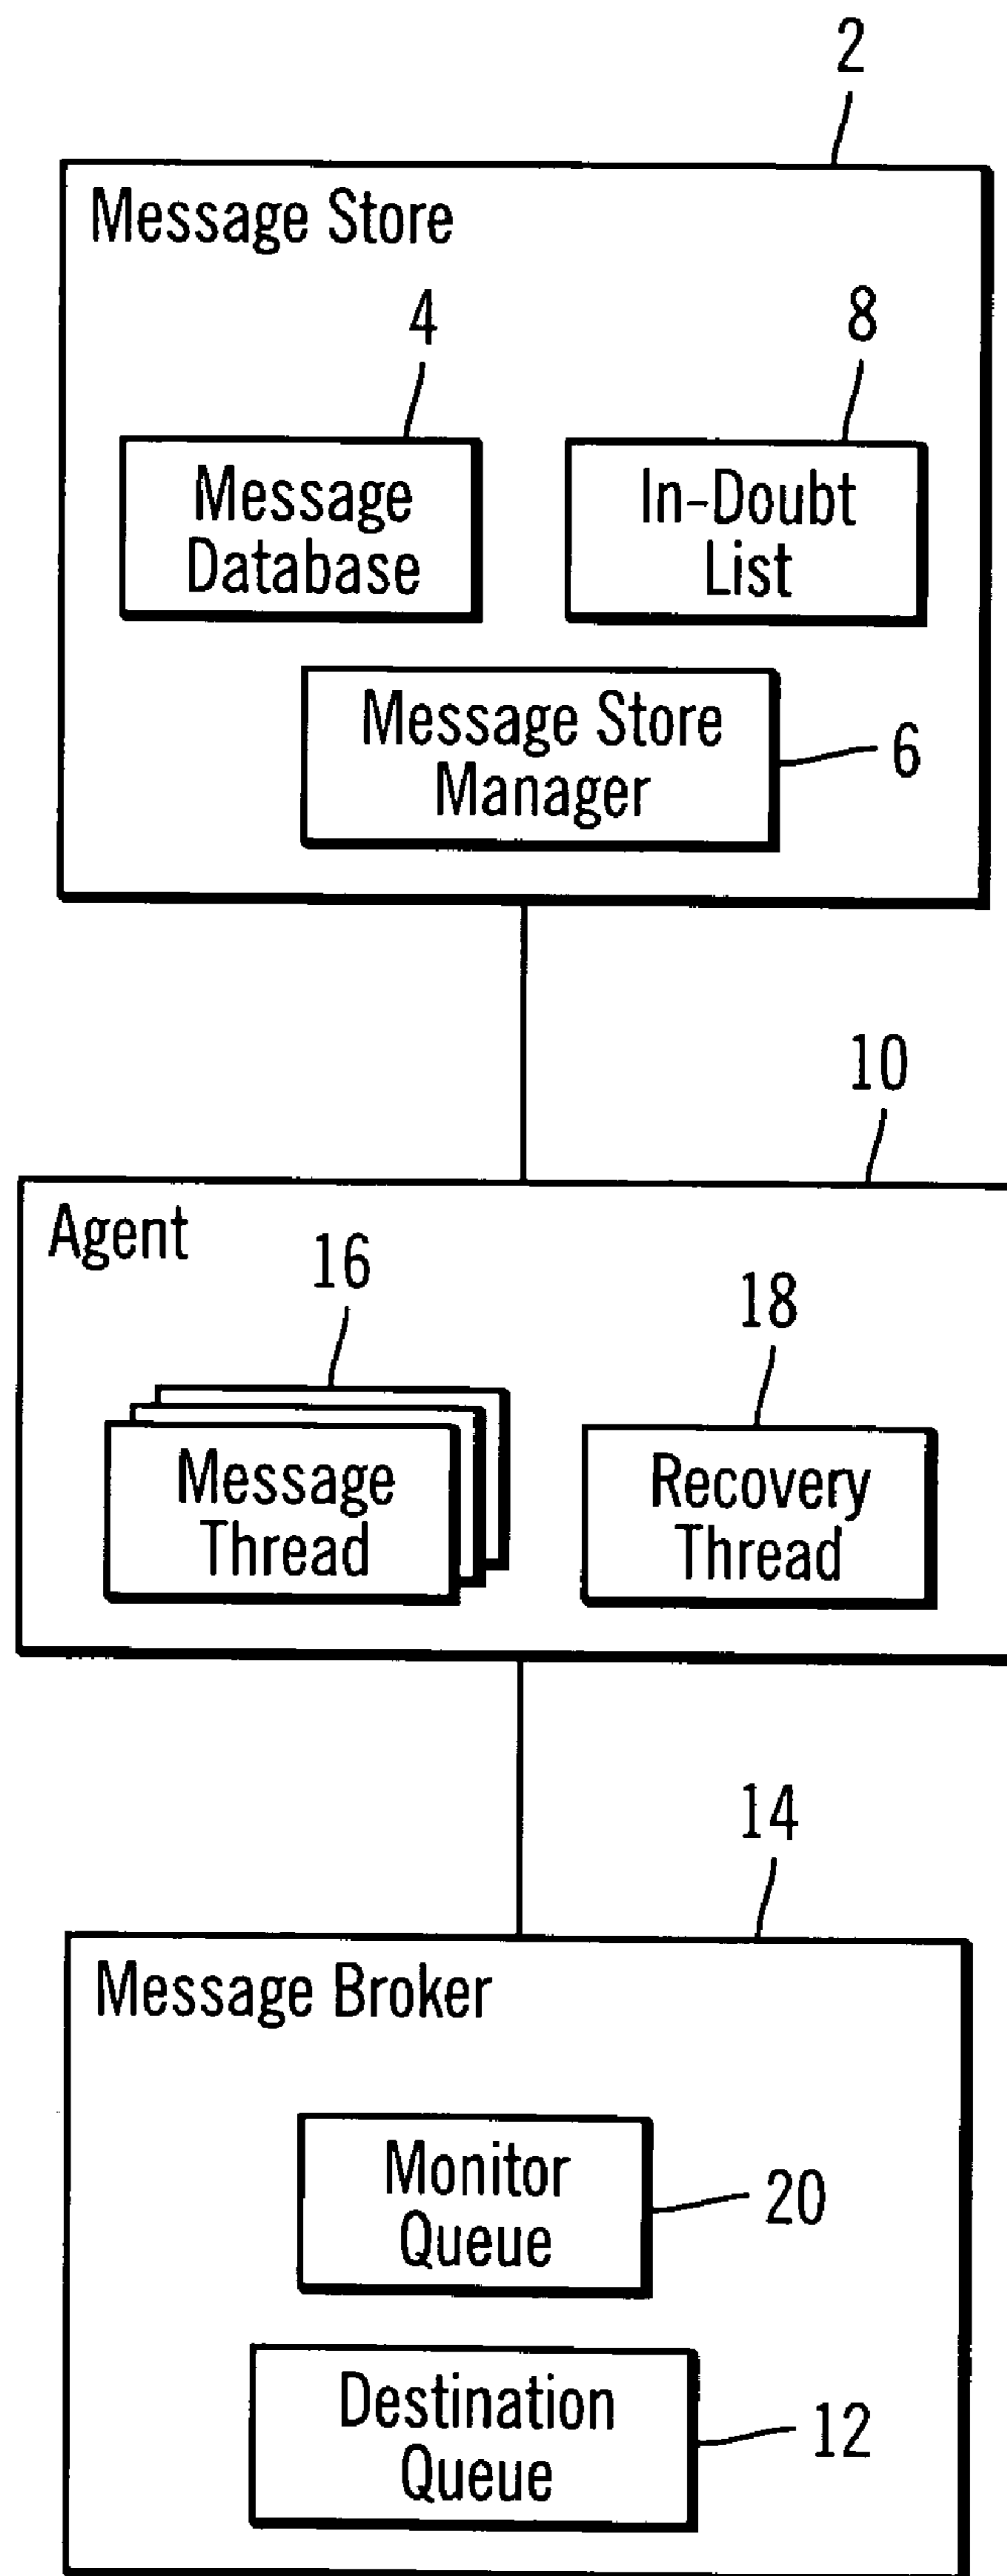 2
Message Store
4
8
Message
Database
In-Doubt
List
Message Store
Manager
6
10
Agent
16
18
Message
Thread
Recovery
Thread
14
Message Broker
Monitor
Queue
20
Destination
Queue
12